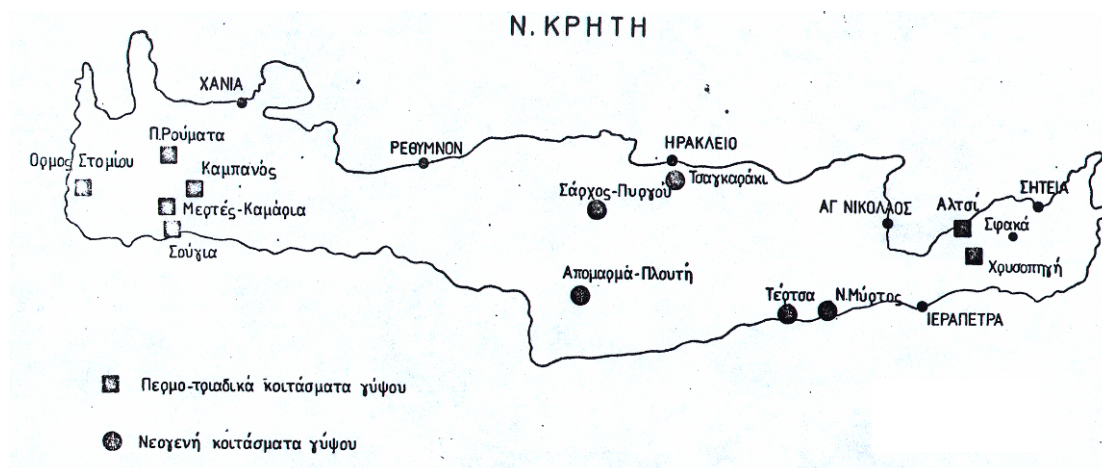 Ν. ΚΡΗΤΗ
ΧΑΝΙΑ
Π.Ρούματα
Ορμος Στομίου
Καμπανός
Μερτές-Καμάρια
Σούγια
ΡΕΘΥΜΝΟΝ
ΗΡΑΚΛΕΙΟ
Τσαγκαράκι
Σάρχος-Πυργού
ΑΓ ΝΙΚΟΛΑΟΣ
Αλτσί
ΣΗΤΕΙΑ
Σφακά
Χρυσοπηγή
Απομαρμά-Πλουτή
Τέρτσα
Ν.Μύρτος
ΙΕΡΑΠΕΤΡΑ
Περμο-τριαδικά κοιτάσματα γύψου
Νεογενή κοιτάσματα γύψου